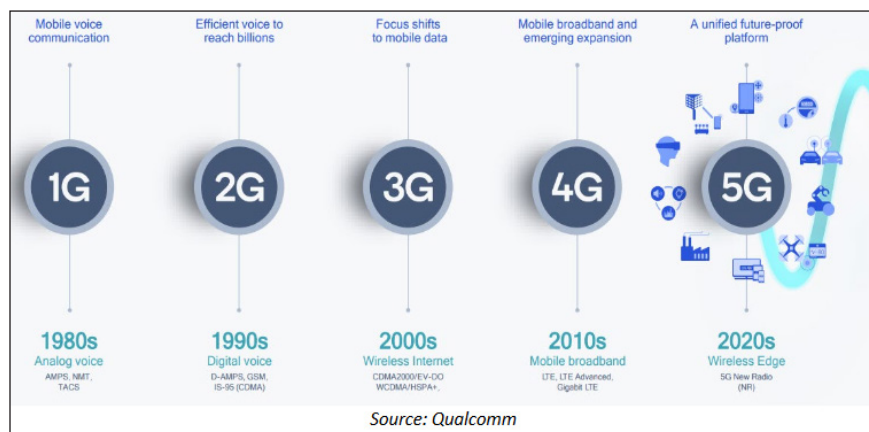 Mobile voice
communication
Efficient voice to
reach billions
Focus shifts
to mobile data
Mobile broadband and
emerging expansion
A unified future-proof
platform
1G
2G
3G
4G
5G
1980s
Analog voice
AMPS, NMT,
TACS
1990s
Digital voice
D-AMPS, GSM,
IS-95 (CDMA)
2000s
Wireless Internet
CDMA2000/EV-DO
WCDMA/HSPA+,
2010s
Mobile broadband
LTE, LTE Advanced,
Gigabit LTE
2020s
Wireless Edge
5G New Radio
(NR)
Source: Qualcomm